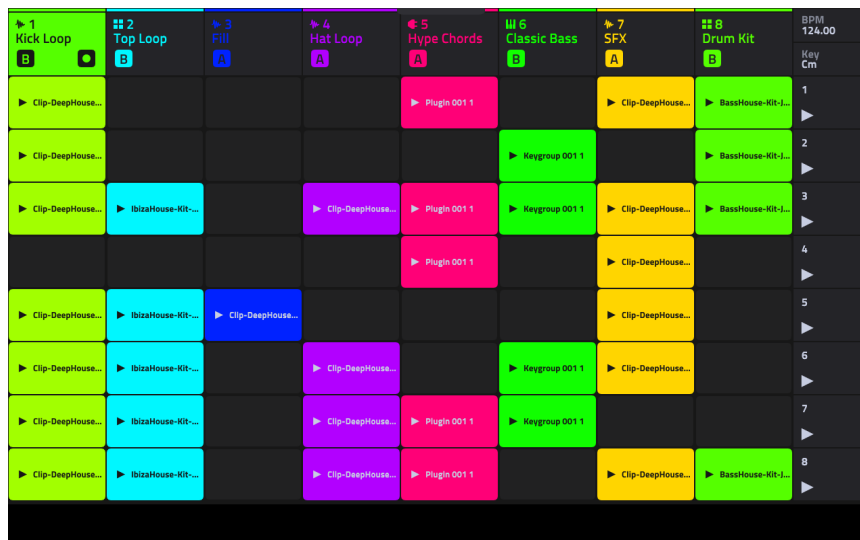 1
Kick Loop
B
2
Top Loop
B
3
Fill
A
4
Hat Loop
A
5
Hype Chords
A
6
Classic Bass
B
7
SFX
A
8
Drum Kit
B
BPM
124.00
Key
Cm
Clip-DeepHouse... Plugin 001 1 Clip-DeepHouse... BassHouse-Kit-J... 1
Clip-DeepHouse... Keygroup 001 1 BassHouse-Kit-J... 2
Clip-DeepHouse... IbizaHouse-Kit-... Clip-DeepHouse... Plugin 001 1 Keygroup 001 1 Clip-DeepHouse... BassHouse-Kit-J... 3
Plugin 001 1 Clip-DeepHouse... 4
Clip-DeepHouse... IbizaHouse-Kit-... Clip-DeepHouse... Clip-DeepHouse... 5
Clip-DeepHouse... IbizaHouse-Kit-... Clip-DeepHouse... Keygroup 001 1 Clip-DeepHouse... 6
Clip-DeepHouse... IbizaHouse-Kit-... Clip-DeepHouse... Plugin 001 1 Keygroup 001 1 7
Clip-DeepHouse... IbizaHouse-Kit-... Clip-DeepHouse... Plugin 001 1 Clip-DeepHouse... BassHouse-Kit-J... 8